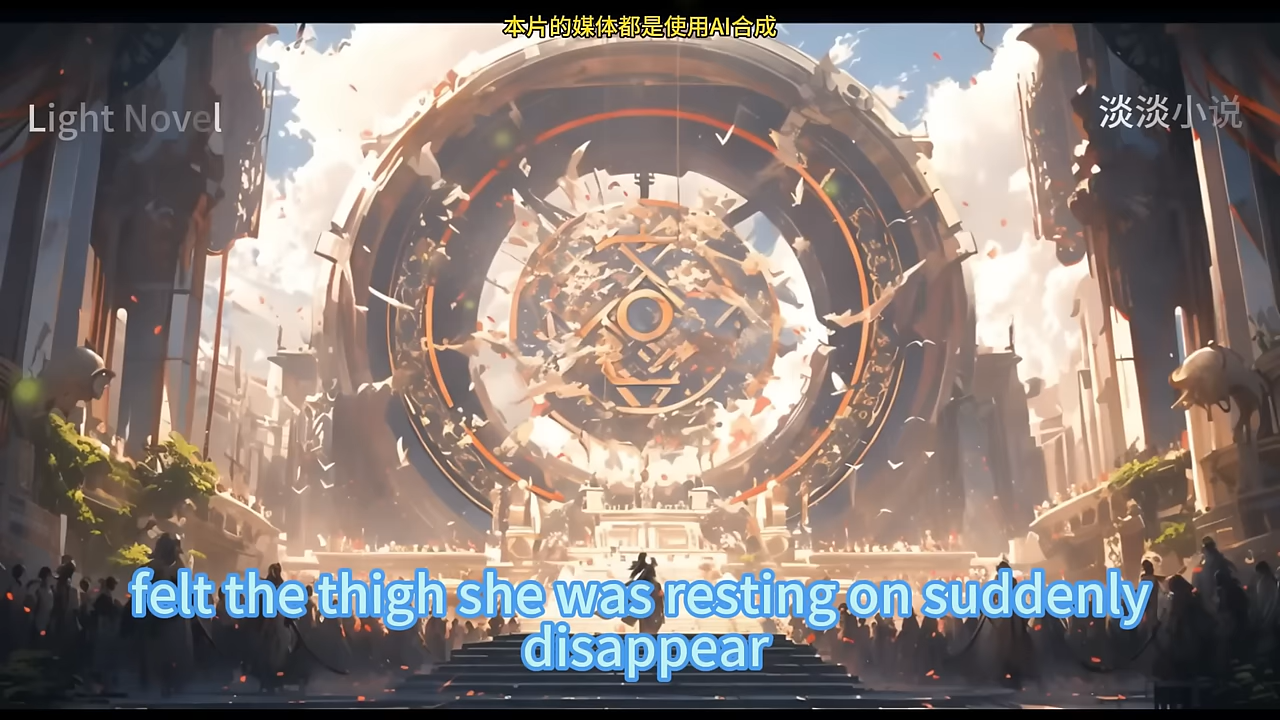 本片的媒体都是使用AI合成
Light Novel
淡淡小说
felt the thigh she was resting on suddenly
disappear